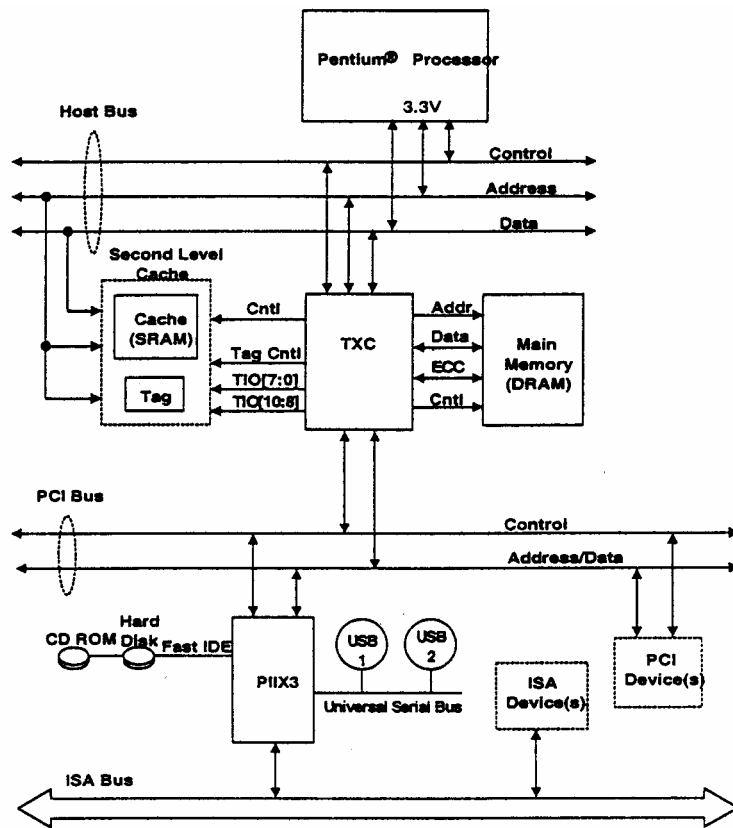 Pentium® Processor
3.3V
Host Bus
Control
Address
Data
Second Level
Cache
Cache
(SRAM)
Tag
Cntl
Tag Cntl
TIO[7:0]
TIO[10:8]
TXC
Addr
Data
ECC
Cntl
Main
Memory
(DRAM)
PCI Bus
Control
Address/Data
CD ROM
Hard
Disk
Fast IDE
PIIX3
USB
1
USB
2
Universal Serial Bus
ISA
Device(s)
PCI
Device(s)
ISA Bus